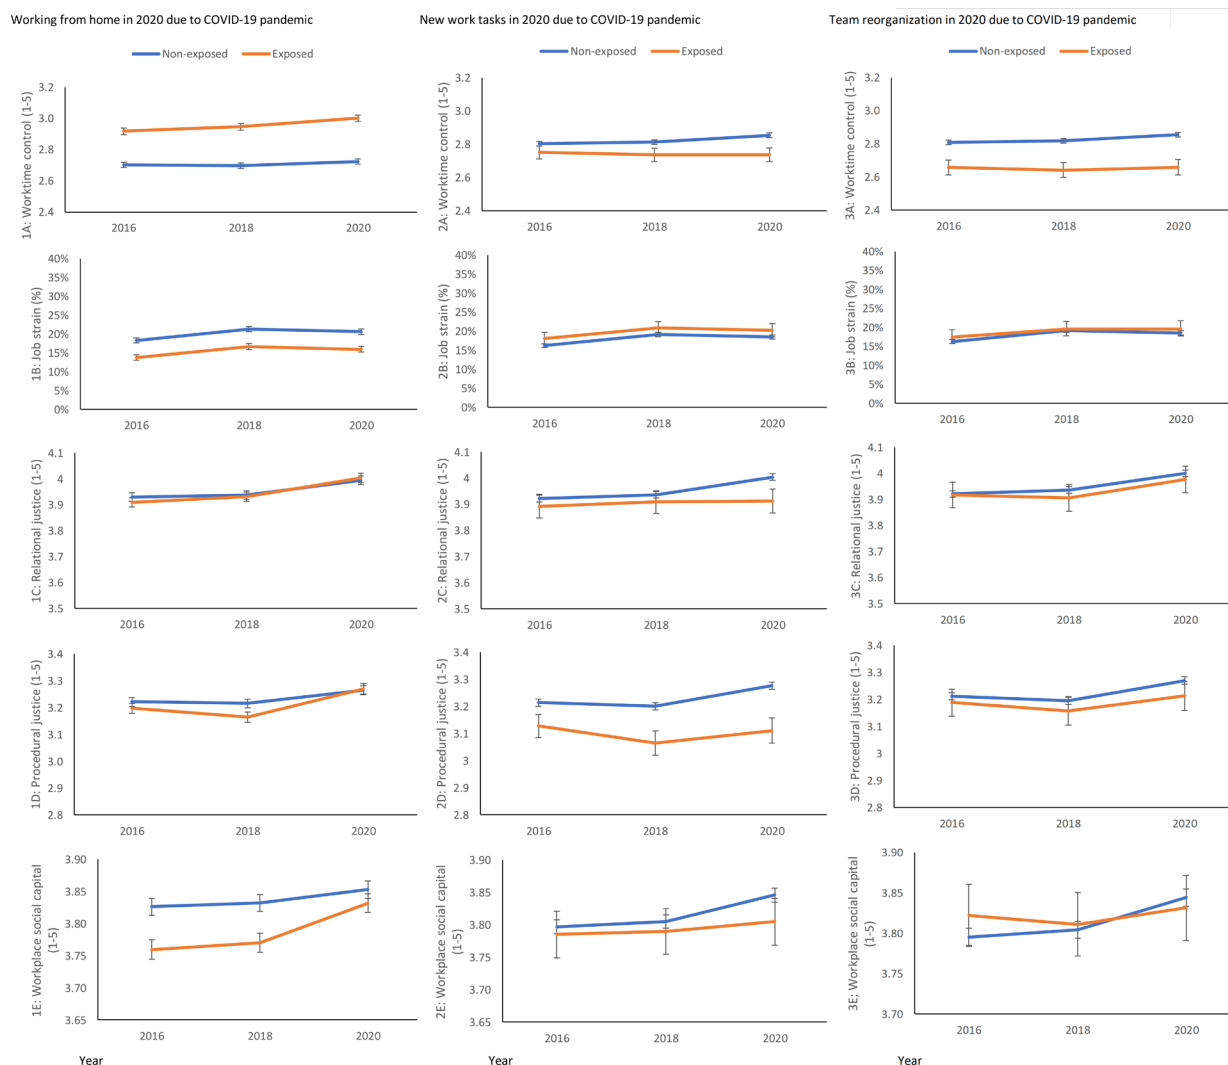 Working from home in 2020 due to COVID-19 pandemic
New work tasks in 2020 due to COVID-19 pandemic
Team reorganization in 2020 due to COVID-19 pandemic
Non-exposed Exposed
Non-exposed Exposed
Non-exposed Exposed
1A: Worktime control (1-5)
3.2
3.0
2.8
2.6
2.4
2016 2018 2020
2A: Worktime control (1-5)
3.2
3.0
2.8
2.6
2.4
2016 2018 2020
3A: Worktime control (1-5)
3.2
3.0
2.8
2.6
2.4
2016 2018 2020
1B: Job strain (%)
40%
35%
30%
25%
20%
15%
10%
5%
0%
2016 2018 2020
2B: Job strain (%)
40%
35%
30%
25%
20%
15%
10%
5%
0%
2016 2018 2020
3B: Job strain (%)
40%
35%
30%
25%
20%
15%
10%
5%
0%
2016 2018 2020
1C: Relational justice (1-5)
4.1
4
3.9
3.8
3.7
3.6
3.5
2016 2018 2020
2C: Relational justice (1-5)
4.1
4
3.9
3.8
3.7
3.6
3.5
2016 2018 2020
3C: Relational justice (1-5)
4.1
4
3.9
3.8
3.7
3.6
3.5
2016 2018 2020
1D: Procedural justice (1-5)
3.4
3.3
3.2
3.1
3.0
2.9
2.8
2016 2018 2020
2D: Procedural justice (1-5)
3.4
3.3
3.2
3.1
3
2.9
2.8
2016 2018 2020
3D: Procedural justice (1-5)
3.4
3.3
3.2
3.1
3
2.9
2.8
2016 2018 2020
1E: Workplace social capital
(1-5)
3.90
3.85
3.80
3.75
3.70
3.65
2016 2018 2020
Year
2E: Workplace social capital
(1-5)
3.90
3.85
3.80
3.75
3.70
3.65
2016 2018 2020
Year
3E; Workplace social capital
(1-5)
3.90
3.85
3.80
3.75
3.70
2016 2018 2020
Year